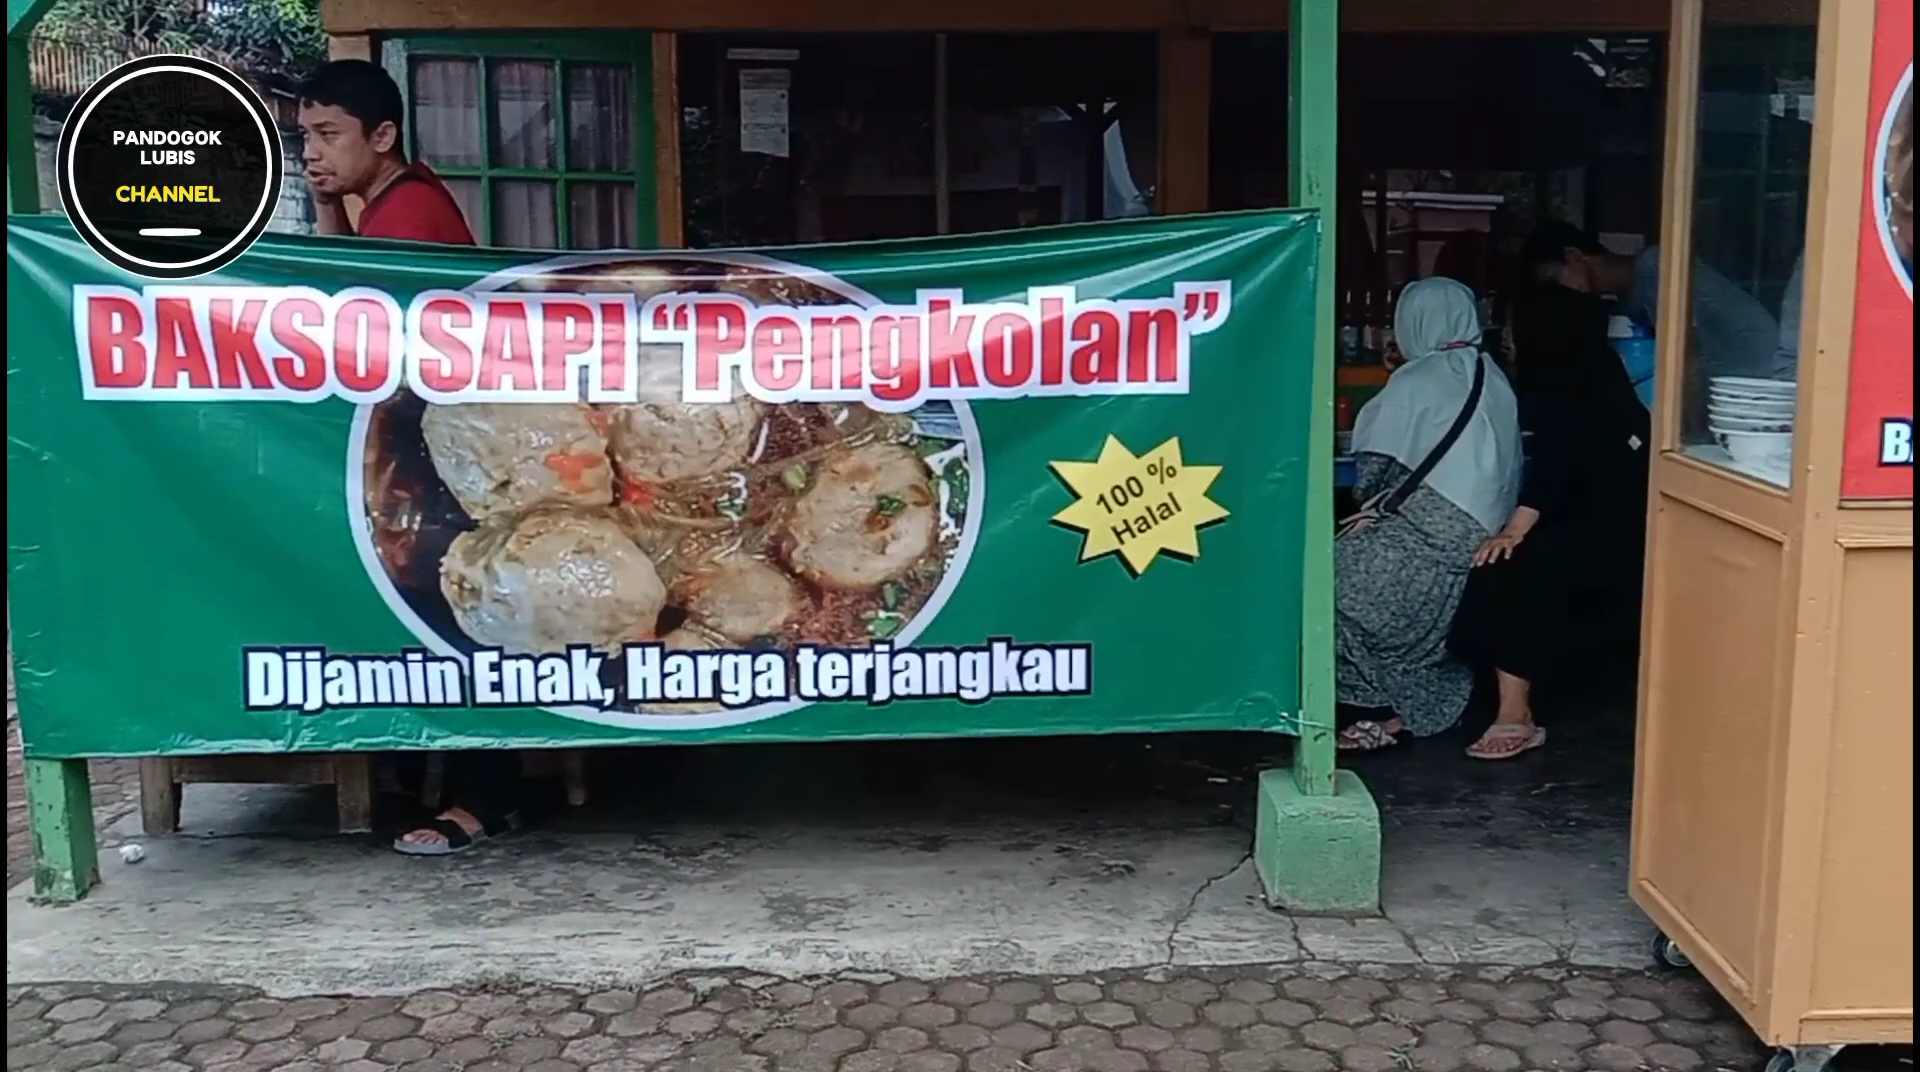 PANDOGOK
LUBIS
CHANNEL
BAKSO SAPI “Pengkolan”
100 %
Halal
Dijamin Enak, Harga terjangkau